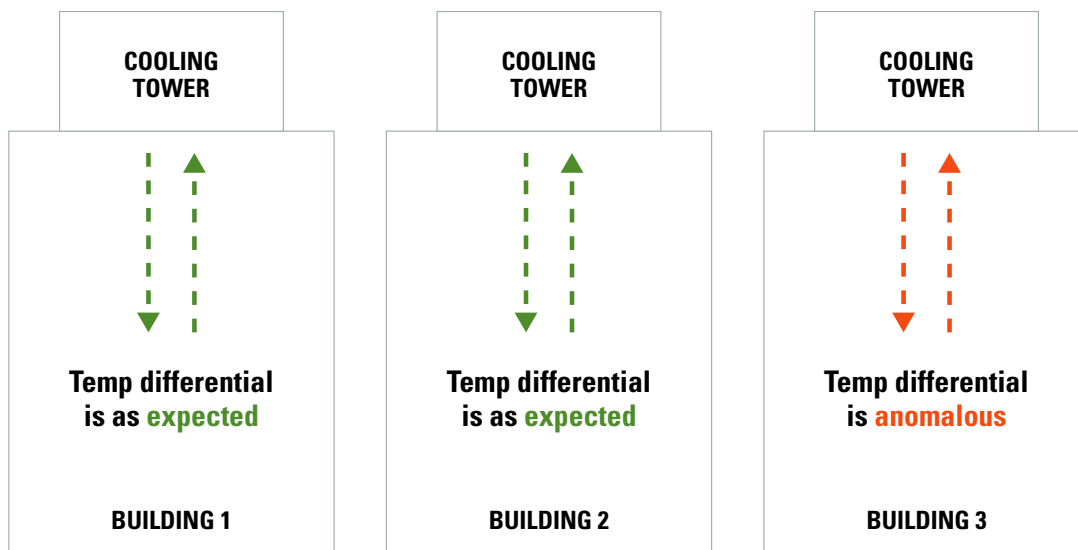 COOLING
TOWER
Temp differential
is as expected
BUILDING 1
COOLING
TOWER
Temp differential
is as expected
BUILDING 2
COOLING
TOWER
Temp differential
is anomalous
BUILDING 3